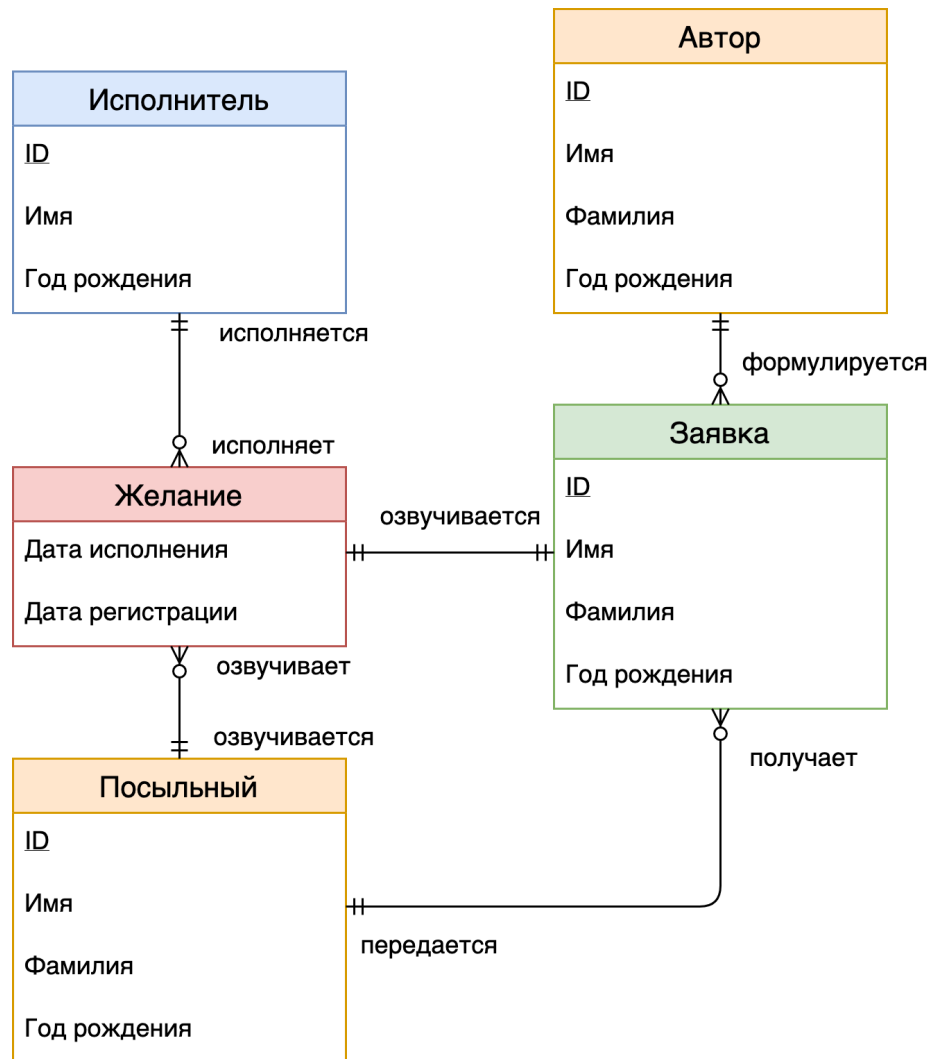 Автор
ID
Имя
Фамилия
Год рождения
Исполнитель
ID
Имя
Год рождения
исполняется
исполняет
формулируется
Желание
Дата исполнения
Дата регистрации
озвучивается
Заявка
ID
Имя
Фамилия
Год рождения
озвучивает
озвучивается
получает
передается
Посыльный
ID
Имя
Фамилия
Год рождения